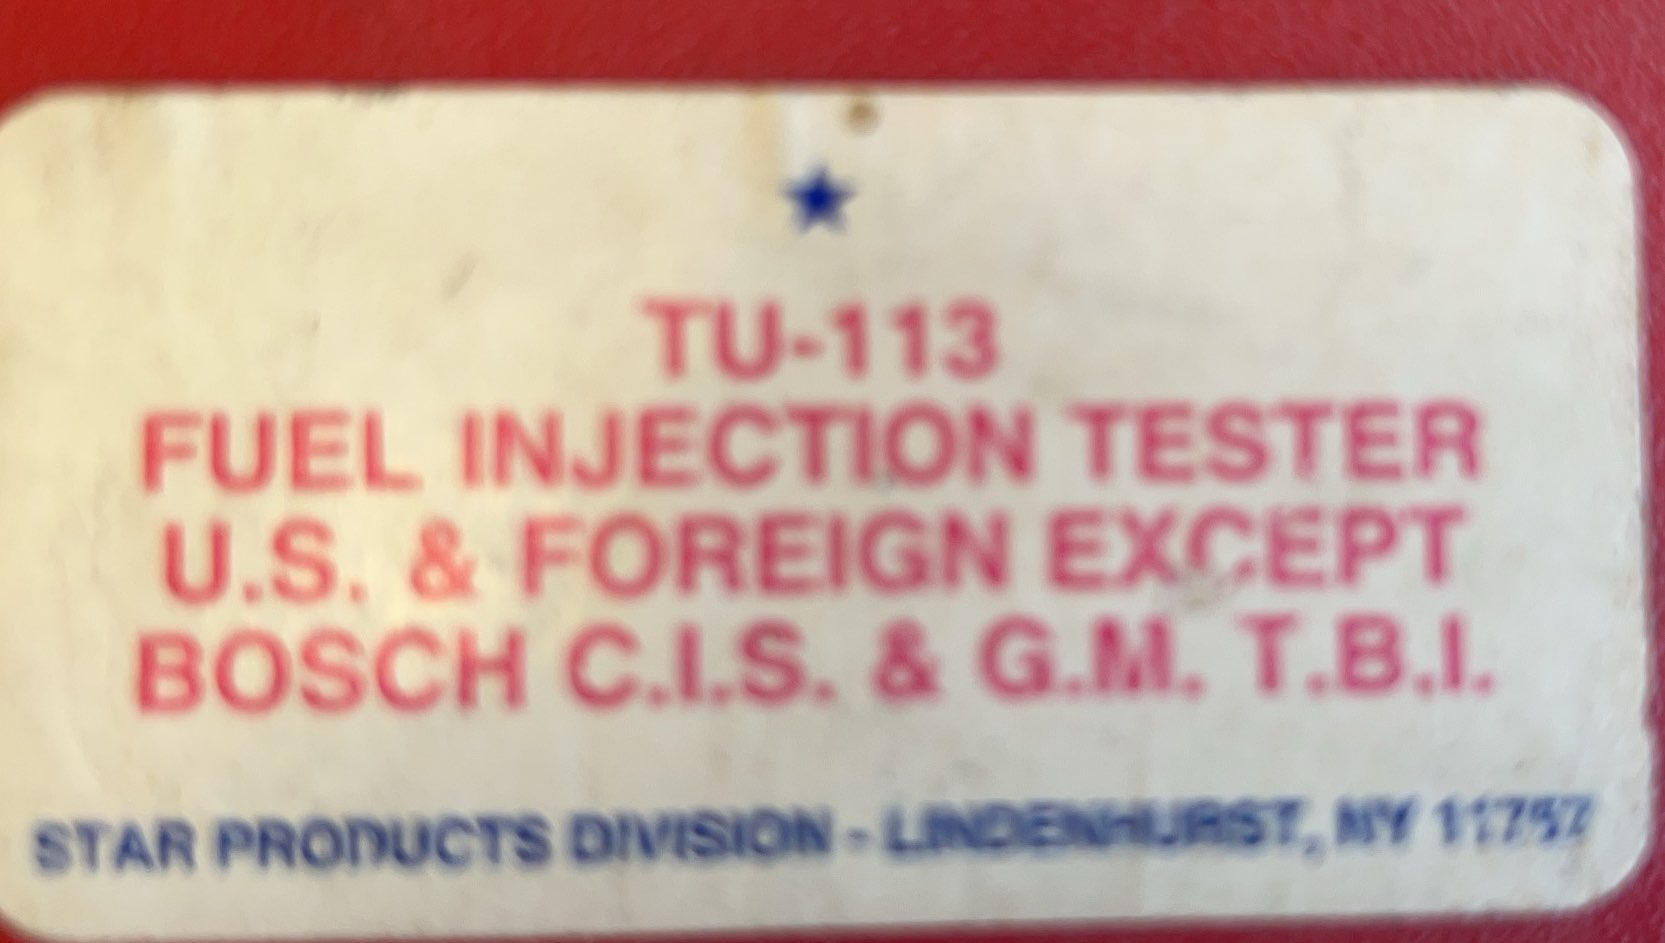 TU-113
FUEL INJECTION TESTER
U.S. & FOREIGN EXCEPT
BOSCH C.I.S. & G.M. T.B.I.
STAR PRODUCTS DIVISION - LINDENHURST, NY 11757